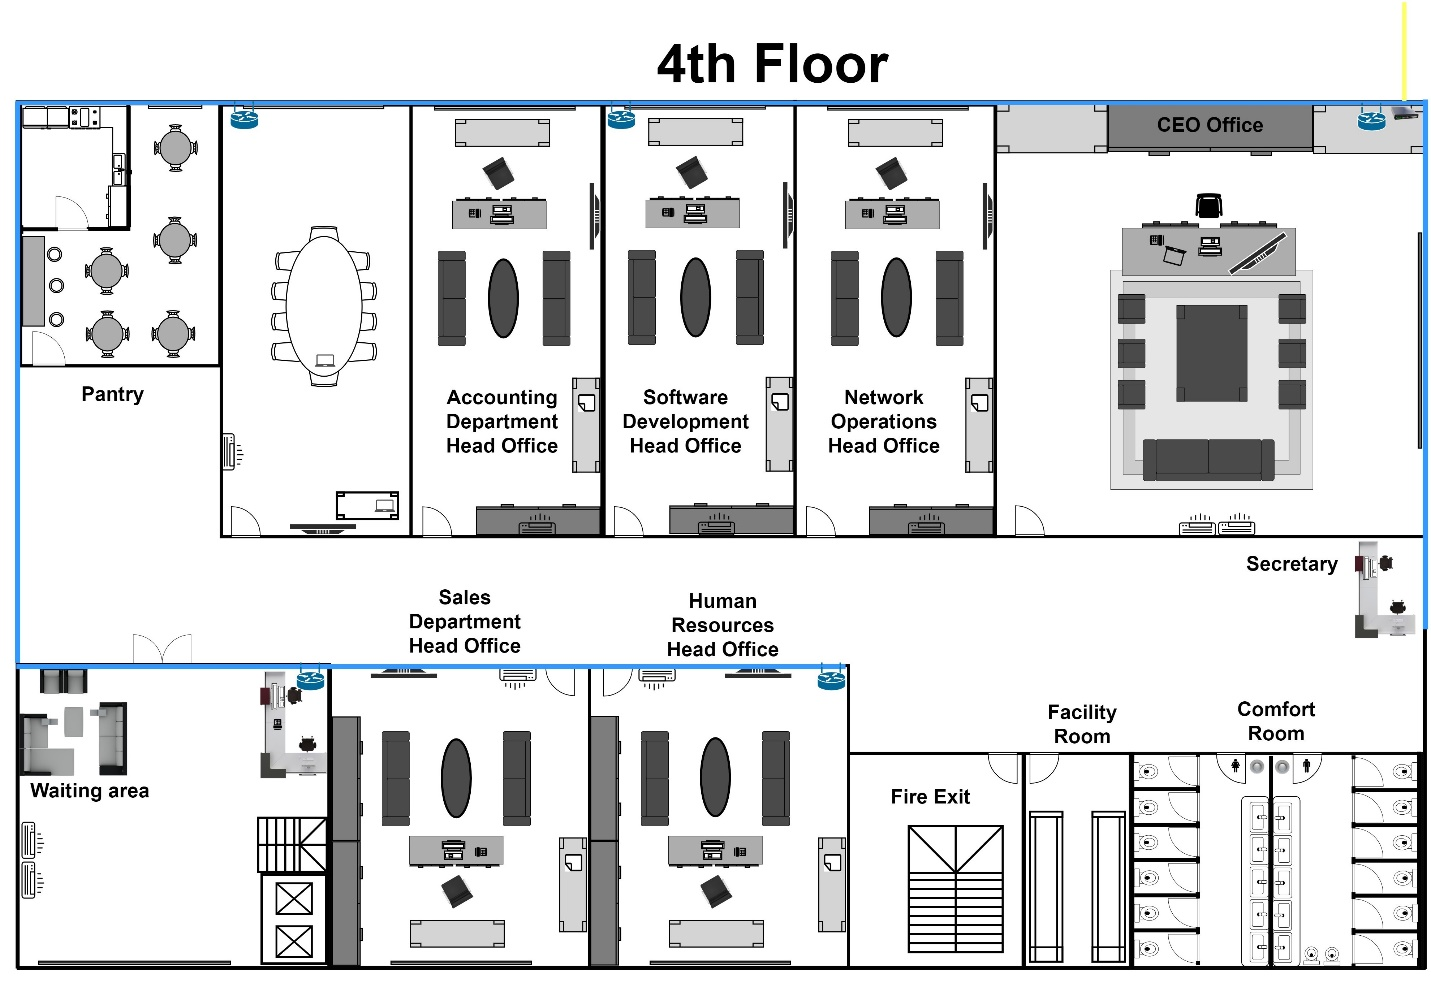 4th Floor
CEO Office
Pantry
Accounting
Department
Head Office
Software
Development
Head Office
Network
Operations
Head Office
Secretary
Sales
Department
Head Office
Human
Resources
Head Office
Facility
Room
Comfort
Room
Waiting area
Fire Exit